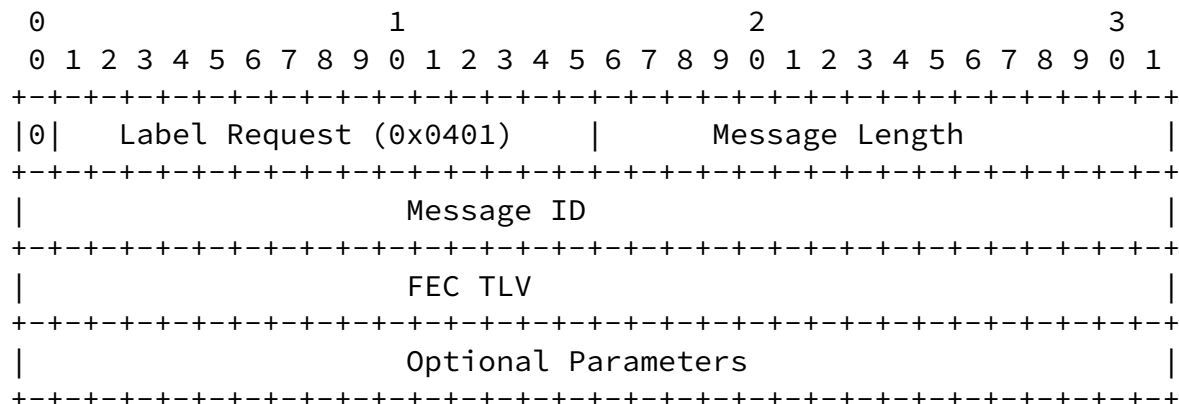 0                   1                   2                   3
 0 1 2 3 4 5 6 7 8 9 0 1 2 3 4 5 6 7 8 9 0 1 2 3 4 5 6 7 8 9 0 1
+-+-+-+-+-+-+-+-+-+-+-+-+-+-+-+-+-+-+-+-+-+-+-+-+-+-+-+-+-+-+-+-+
|0|   Label Request (0x0401)    |      Message Length           |
+-+-+-+-+-+-+-+-+-+-+-+-+-+-+-+-+-+-+-+-+-+-+-+-+-+-+-+-+-+-+-+-+
|                     Message ID                                |
+-+-+-+-+-+-+-+-+-+-+-+-+-+-+-+-+-+-+-+-+-+-+-+-+-+-+-+-+-+-+-+-+
|                     FEC TLV                                   |
+-+-+-+-+-+-+-+-+-+-+-+-+-+-+-+-+-+-+-+-+-+-+-+-+-+-+-+-+-+-+-+-+
|                     Optional Parameters                       |
+-+-+-+-+-+-+-+-+-+-+-+-+-+-+-+-+-+-+-+-+-+-+-+-+-+-+-+-+-+-+-+-+